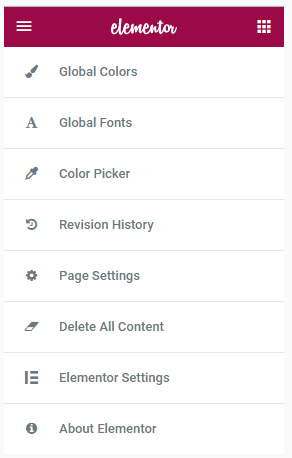 elementor
Global Colors
Global Fonts
Color Picker
Revision History
Page Settings
Delete All Content
Elementor Settings
About Elementor